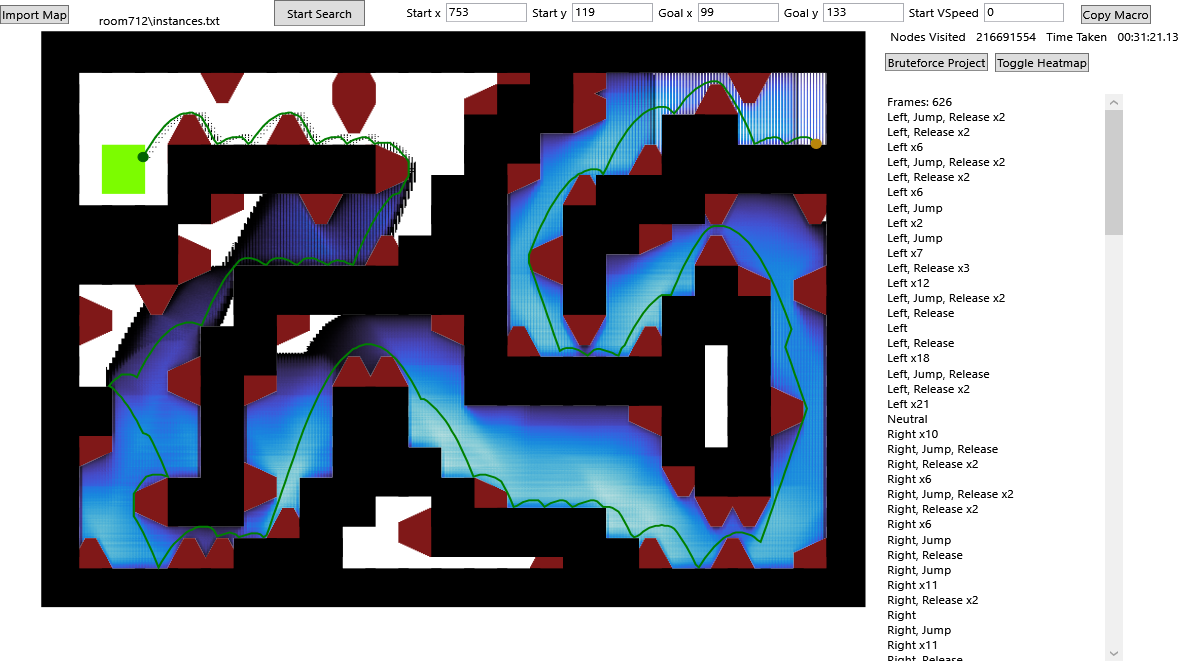 Import Map
room712\instances.txt
Start Search
Start x 753 Start y 119 Goal x 99 Goal y 133 Start VSpeed 0
Copy Macro
Nodes Visited 216691554 Time Taken 00:31:21.13
Bruteforce Project Toggle Heatmap
Frames: 626
Left, Jump, Release x2
Left, Release x2
Left x6
Left, Jump, Release x2
Left, Release x2
Left x6
Left, Jump
Left x2
Left, Jump
Left x7
Left, Release x3
Left x12
Left, Jump, Release x2
Left, Release
Left
Left, Release
Left x18
Left, Jump, Release
Left, Release x2
Left x21
Neutral
Right x10
Right, Jump, Release
Right, Release x2
Right x6
Right, Jump, Release x2
Right, Release x2
Right x6
Right, Jump
Right, Release
Right, Jump
Right x11
Right, Release x2
Right
Right, Jump
Right x11
Right, Release